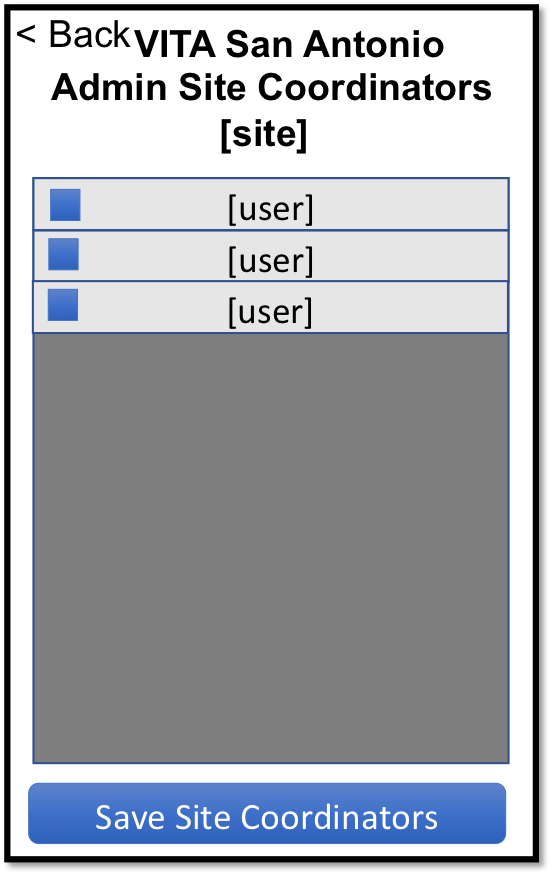 < Back
VITA San Antonio
Admin Site Coordinators
[site]
[user]
[user]
[user]
Save Site Coordinators